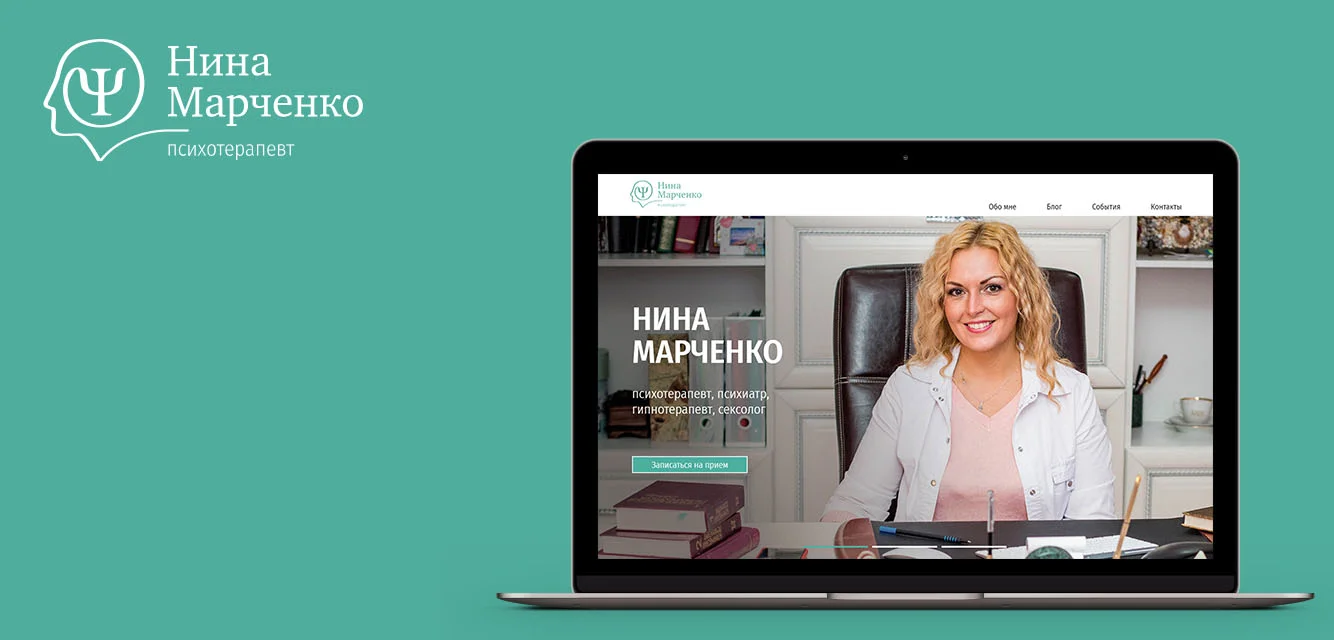 Нина
Марченко
психотерапевт
Нина
Марченко
Обо мне Блог События Контакты
НИНА
МАРЧЕНКО
психотерапевт, психиатр,
гипнотерапевт, сексолог
Записаться на прием